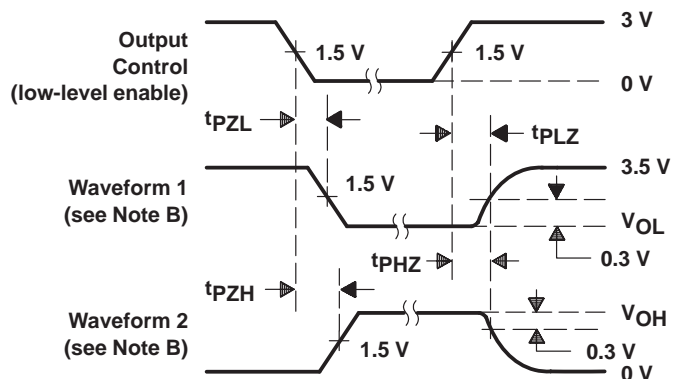 Output
Control
(low-level enable)
1.5 V
1.5 V
3 V
0 V
tPZL
tPLZ
Waveform 1
(see Note B)
1.5 V
3.5 V
VOL
0.3 V
tPHZ
tPZH
Waveform 2
(see Note B)
1.5 V
VOH
0.3 V
0 V